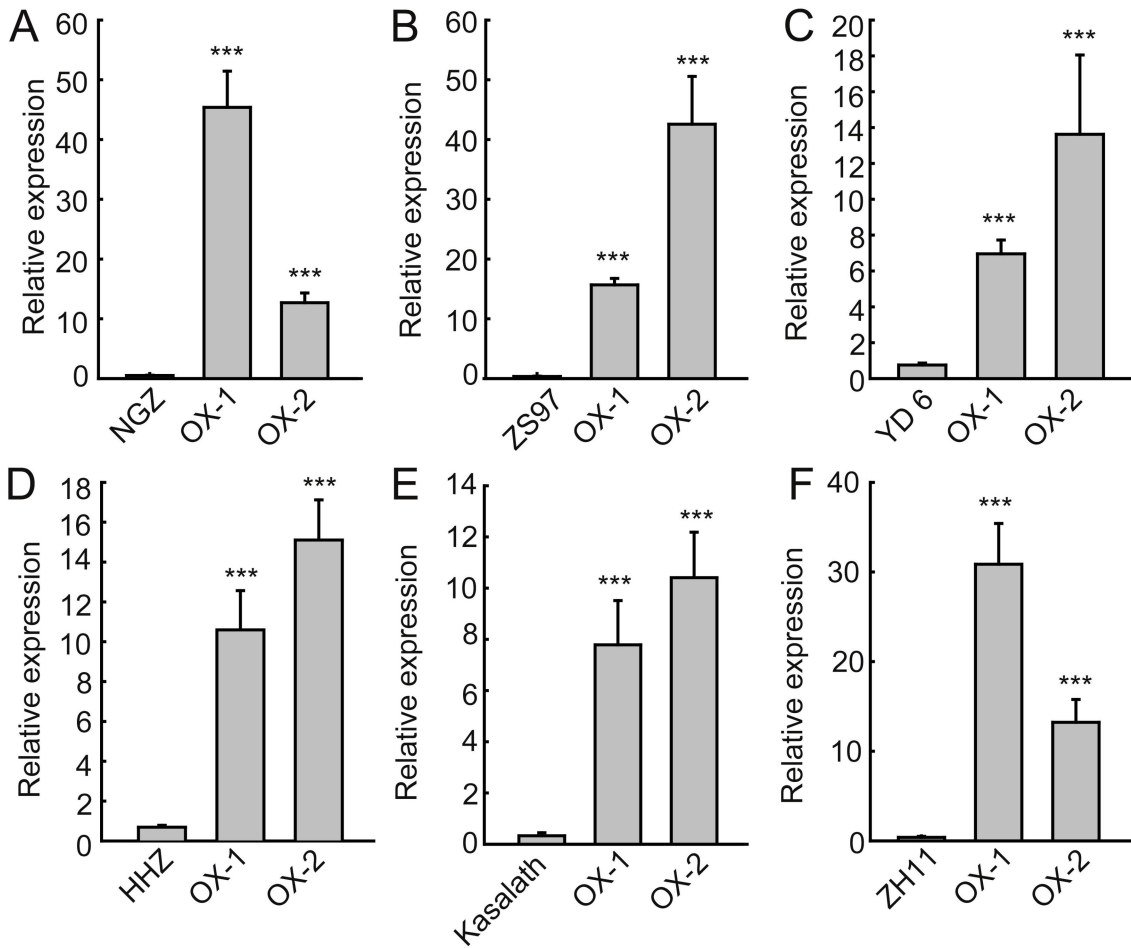 A
Relative expression
60
50
40
30
20
10
0
***
***
NGZ
OX-1
OX-2
B
Relative expression
60
50
40
30
20
10
0
***
***
ZS97
OX-1
OX-2
C
Relative expression
20
18
16
14
12
10
8
6
4
2
0
***
***
YD 6
OX-1
OX-2
D
Relative expression
18
16
14
12
10
8
6
4
2
0
***
***
HHZ
OX-1
OX-2
E
Relative expression
14
12
10
8
6
4
2
0
***
***
Kasalath
OX-1
OX-2
F
Relative expression
40
30
20
10
0
***
***
ZH11
OX-1
OX-2